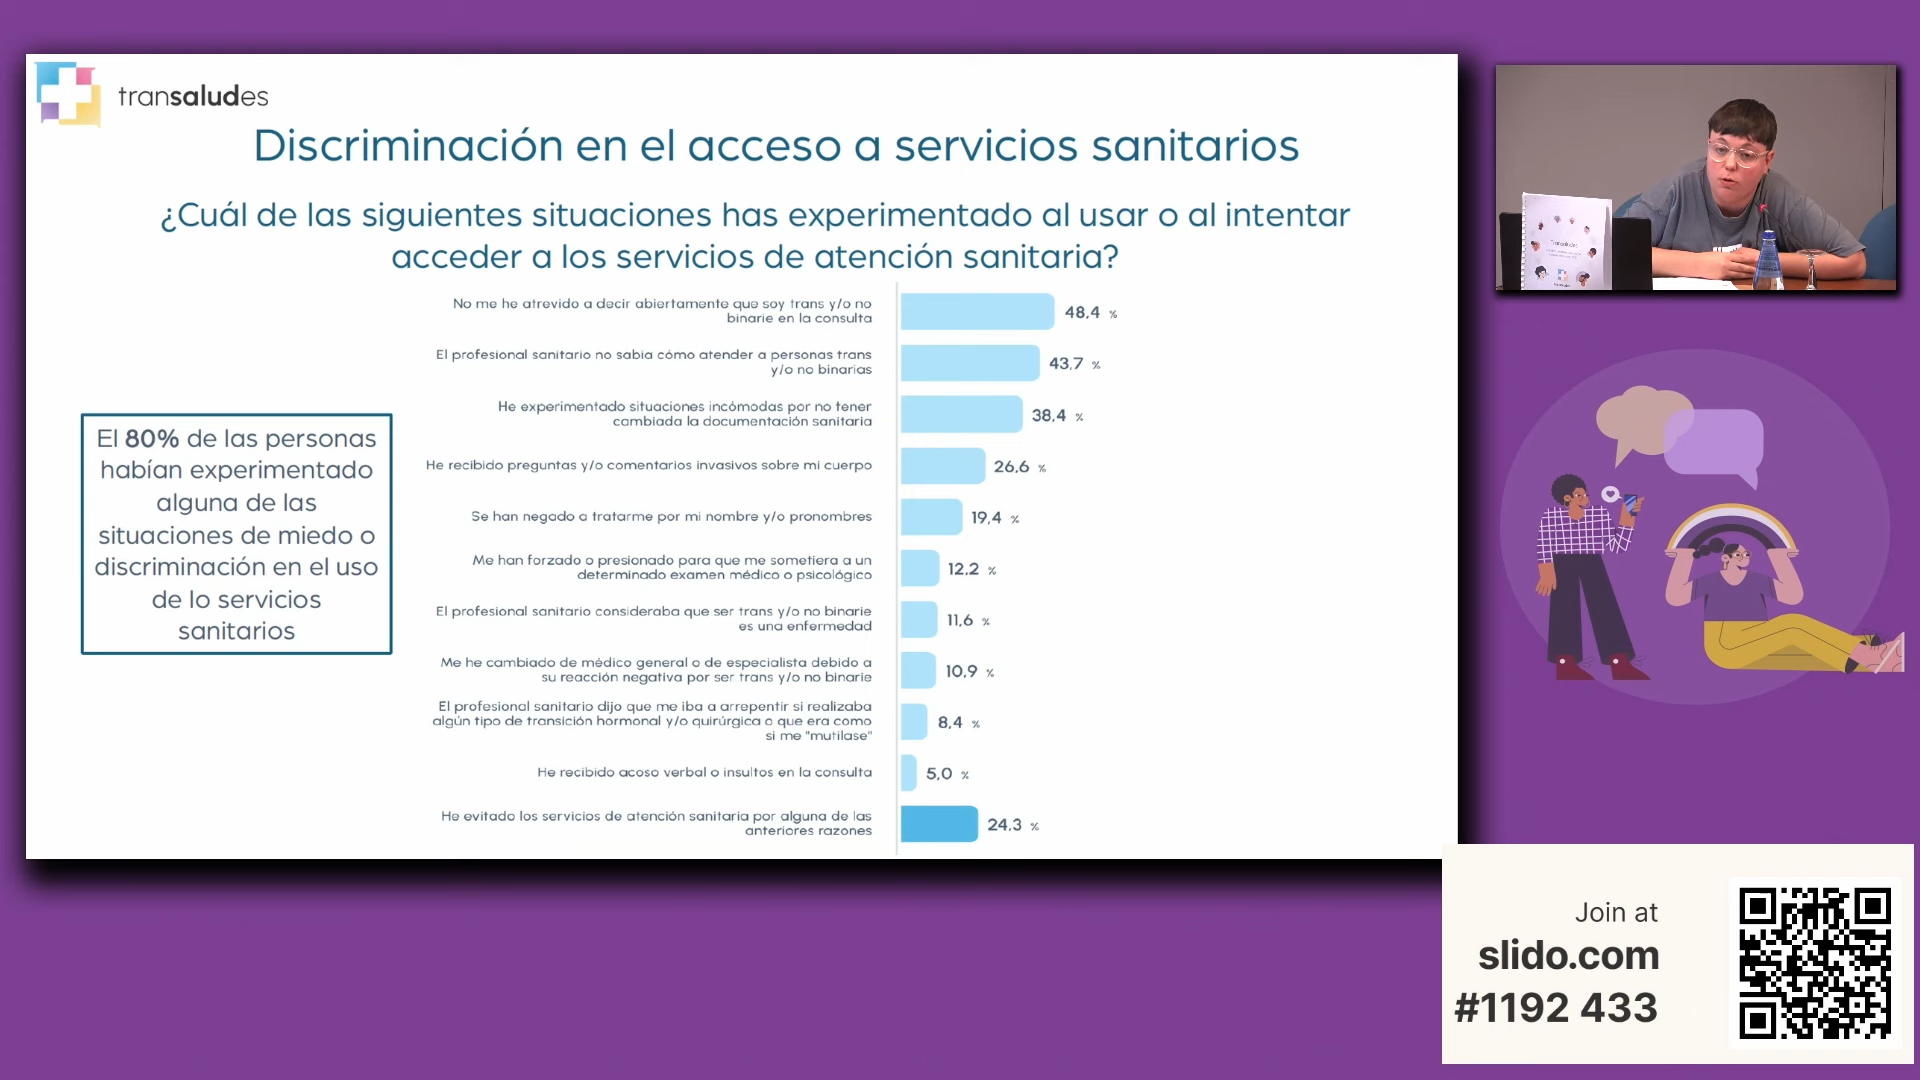 transaludes
Discriminación en el acceso a servicios sanitarios
¿Cuál de las siguientes situaciones has experimentado al usar o al intentar
acceder a los servicios de atención sanitaria?
El 80% de las personas
habían experimentado
alguna de las
situaciones de miedo o
discriminación en el uso
de lo servicios
sanitarios
No me he atrevido a decir abiertamente que soy trans y/o no
binarie en la consulta
48,4 %
El profesional sanitario no sabía cómo atender a personas trans
y/o no binarias
43,7 %
He experimentado situaciones incómodas por no tener
cambiada la documentación sanitaria
38,4 %
He recibido preguntas y/o comentarios invasivos sobre mi cuerpo
26,6 %
Se han negado a tratarme por mi nombre y/o pronombres
19,4 %
Me han forzado o presionado para que me sometiera a un
determinado examen médico o psicológico
12,2 %
El profesional sanitario consideraba que ser trans y/o no binarie
es una enfermedad
11,6 %
Me he cambiado de médico general o de especialista debido a
su reacción negativa por ser trans y/o no binarie
10,9 %
El profesional sanitario dijo que me iba a arrepentir si realizaba
algún tipo de transición hormonal y/o quirúrgica o que era como
si me "mutilase"
8,4 %
He recibido acoso verbal o insultos en la consulta
5,0 %
He evitado los servicios de atención sanitaria por alguna de las
anteriores razones
24,3 %
Transaludes
Join at
slido.com
#1192 433